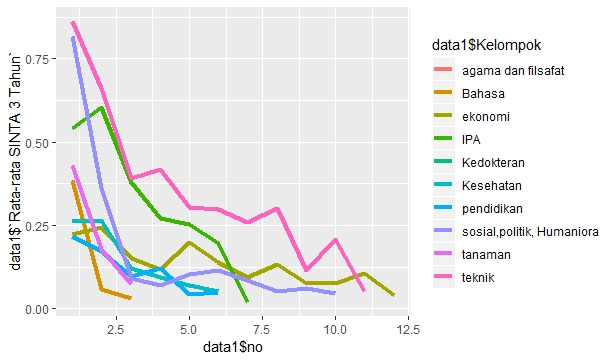 data1$`Rata-rata SINTA 3 Tahun`
0.75
0.50
0.25
0.00
2.5
5.0
7.5
10.0
12.5
data1$no
data1$Kelompok
agama dan filsafat
Bahasa
ekonomi
IPA
Kedokteran
Kesehatan
pendidikan
sosial,politik, Humaniora
tanaman
teknik